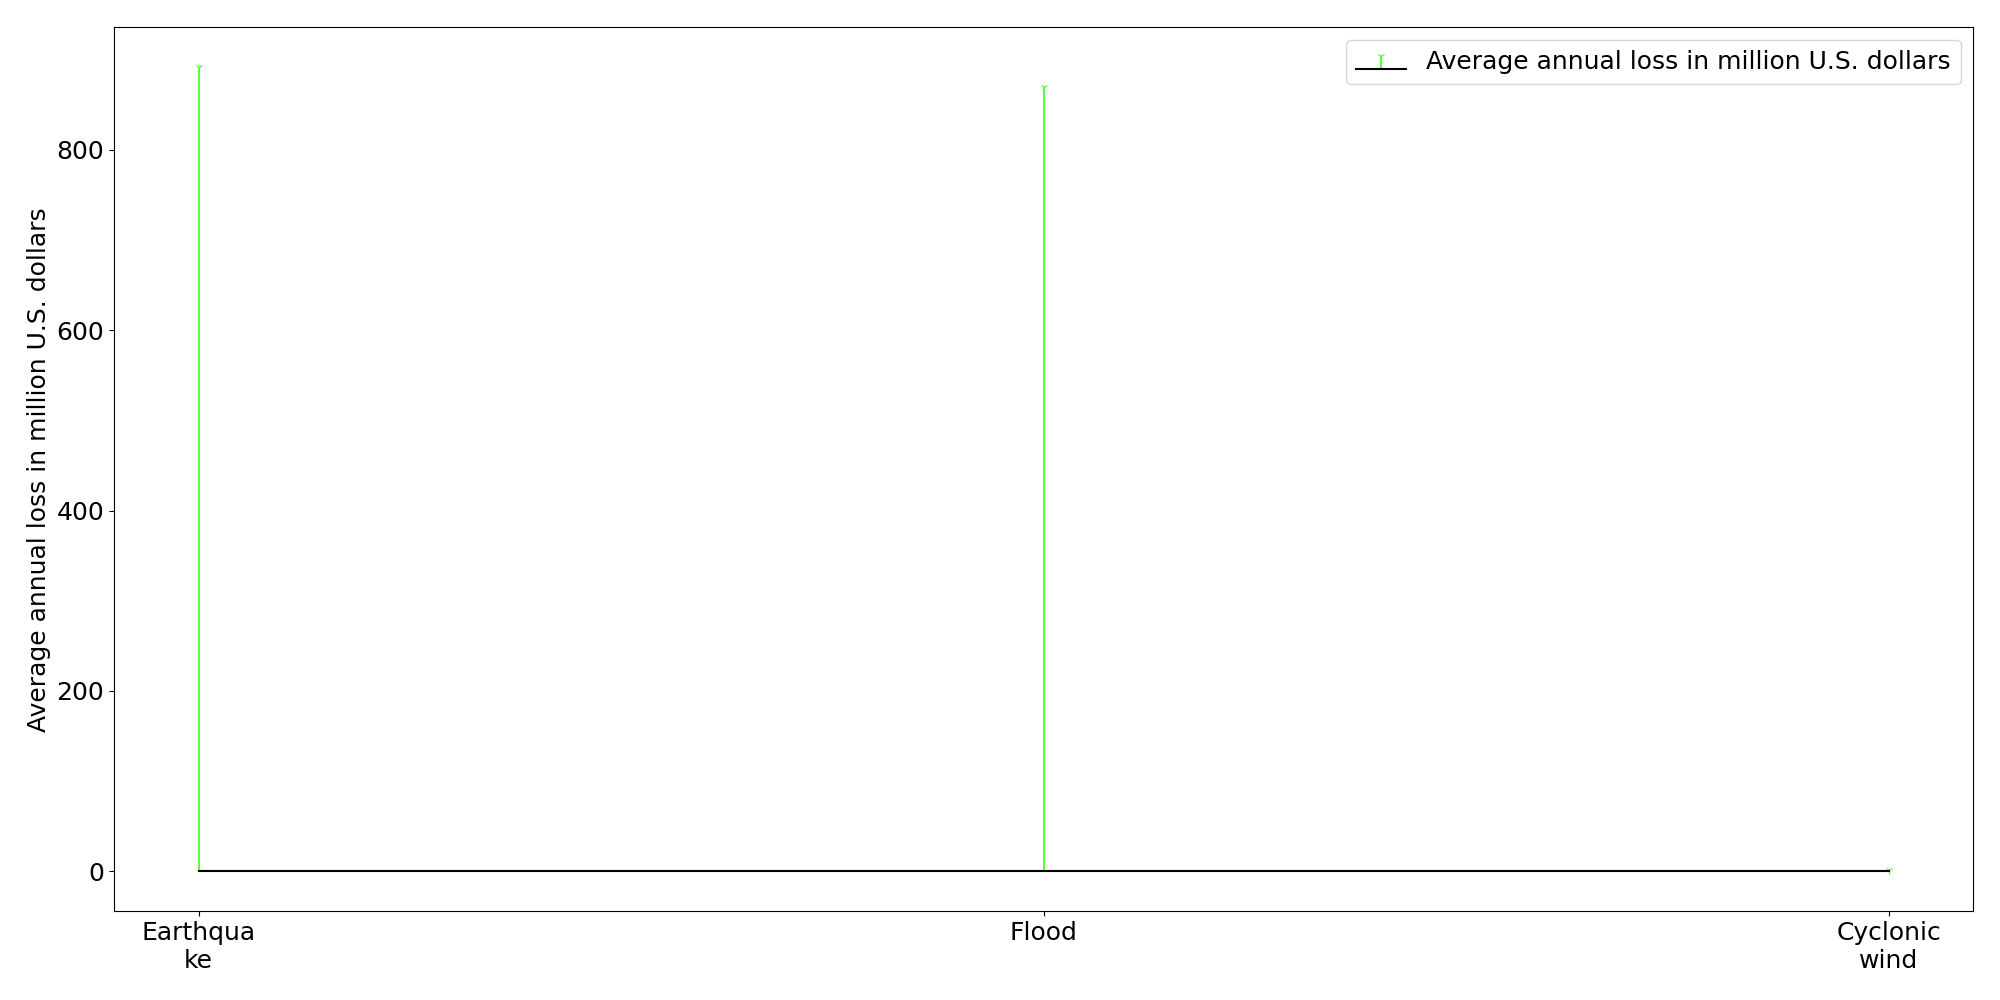 Average annual loss in million U.S. dollars
Average annual loss in million U.S. dollars
800
600
400
200
0
Earthqua
ke
Flood
Cyclonic
wind